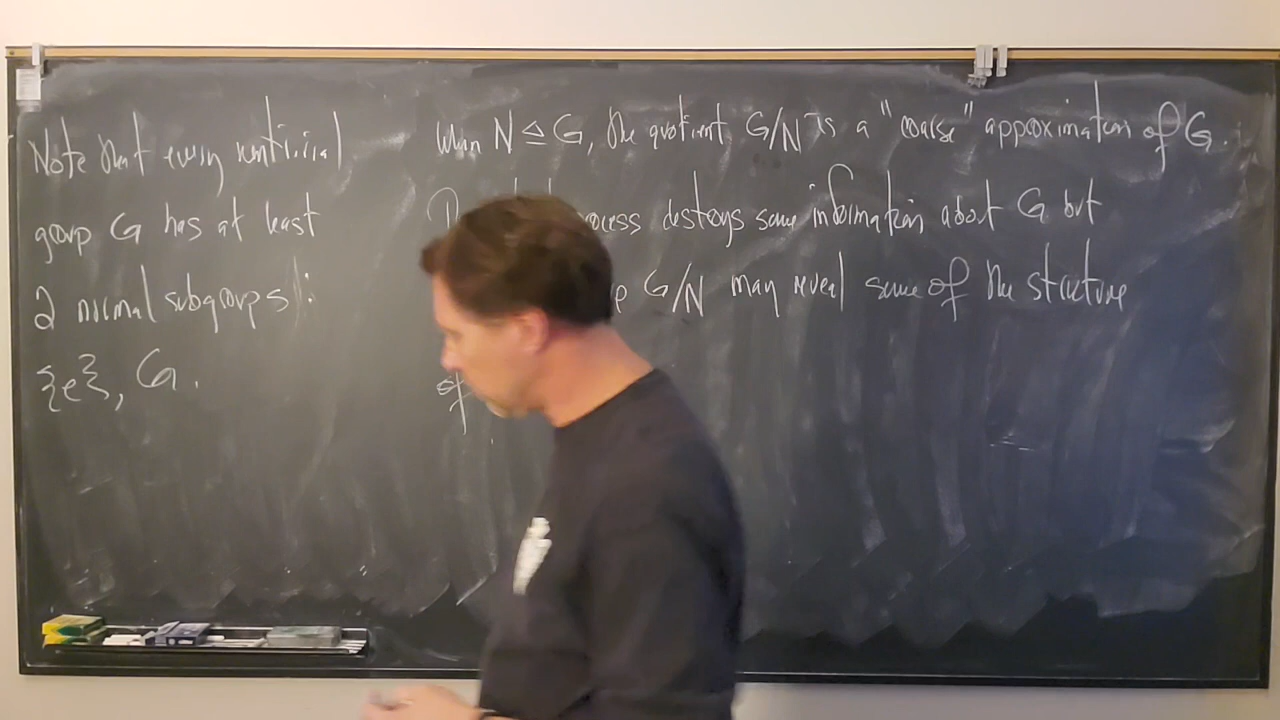 Note that every nontrivial
group G has at least
2 normal subgroups:
{e}, G.
When N ⊴ G, the quotient G/N is a "coarse" approximation of G.
destroys some information about G but
G/N may reveal some of the structure
of